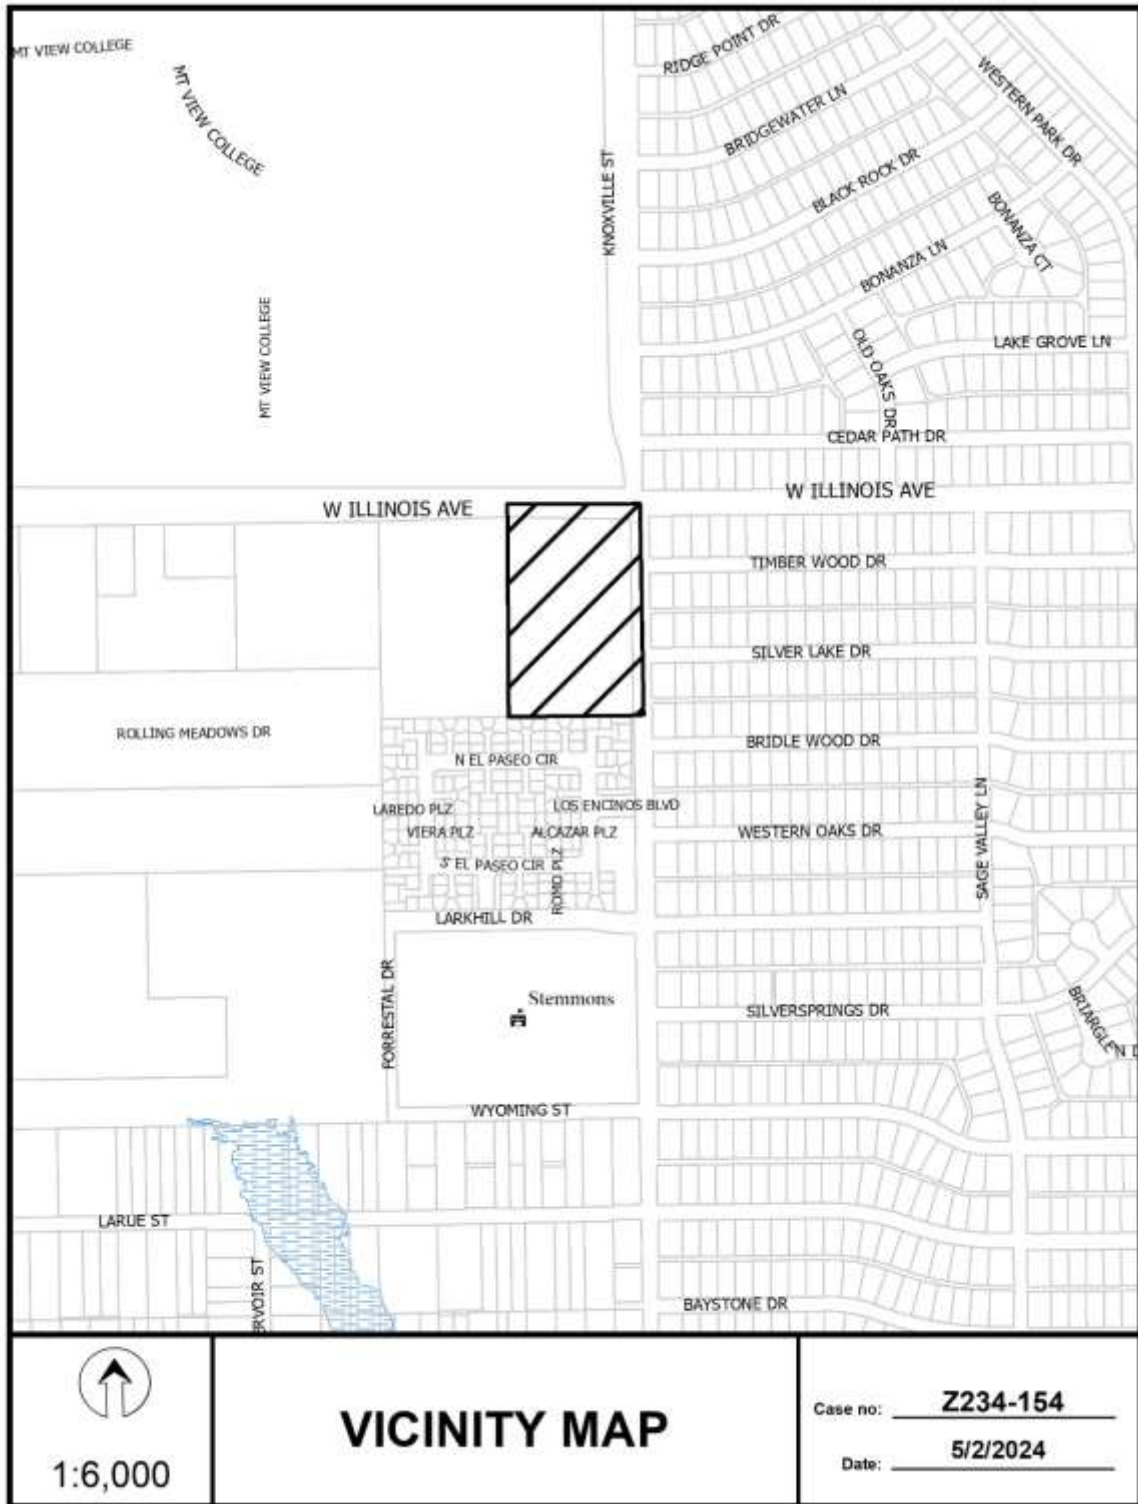 MT VIEW COLLEGE
MT VIEW COLLEGE
RIDGE POINT DR
WESTERN PARK DR
BRIDGEWATER LN
KNOXVILLE ST
BLACK ROCK DR
BONANZA CT
BONANZA LN
MT VIEW COLLEGE
OLD OAKS DR
LAKE GROVE LN
CEDAR PATH DR
W ILLINOIS AVE
W ILLINOIS AVE
TIMBER WOOD DR
SILVER LAKE DR
ROLLING MEADOWS DR
BRIDLE WOOD DR
N EL PASEO CIR
LAREDO PLZ
LOS ENCINOS BLVD
VIERA PLZ
ALCAZAR PLZ
WESTERN OAKS DR
SAGE VALLEY LN
S EL PASEO CIR
ROMO PLZ
LARKHILL DR
FORRESTAL DR
Stemmons
SILVERSPRINGS DR
BRIARGLEN D
WYOMING ST
LARUE ST
ERVOIR ST
BAYSTONE DR
1:6,000
VICINITY MAP
Case no: Z234-154
Date: 5/2/2024